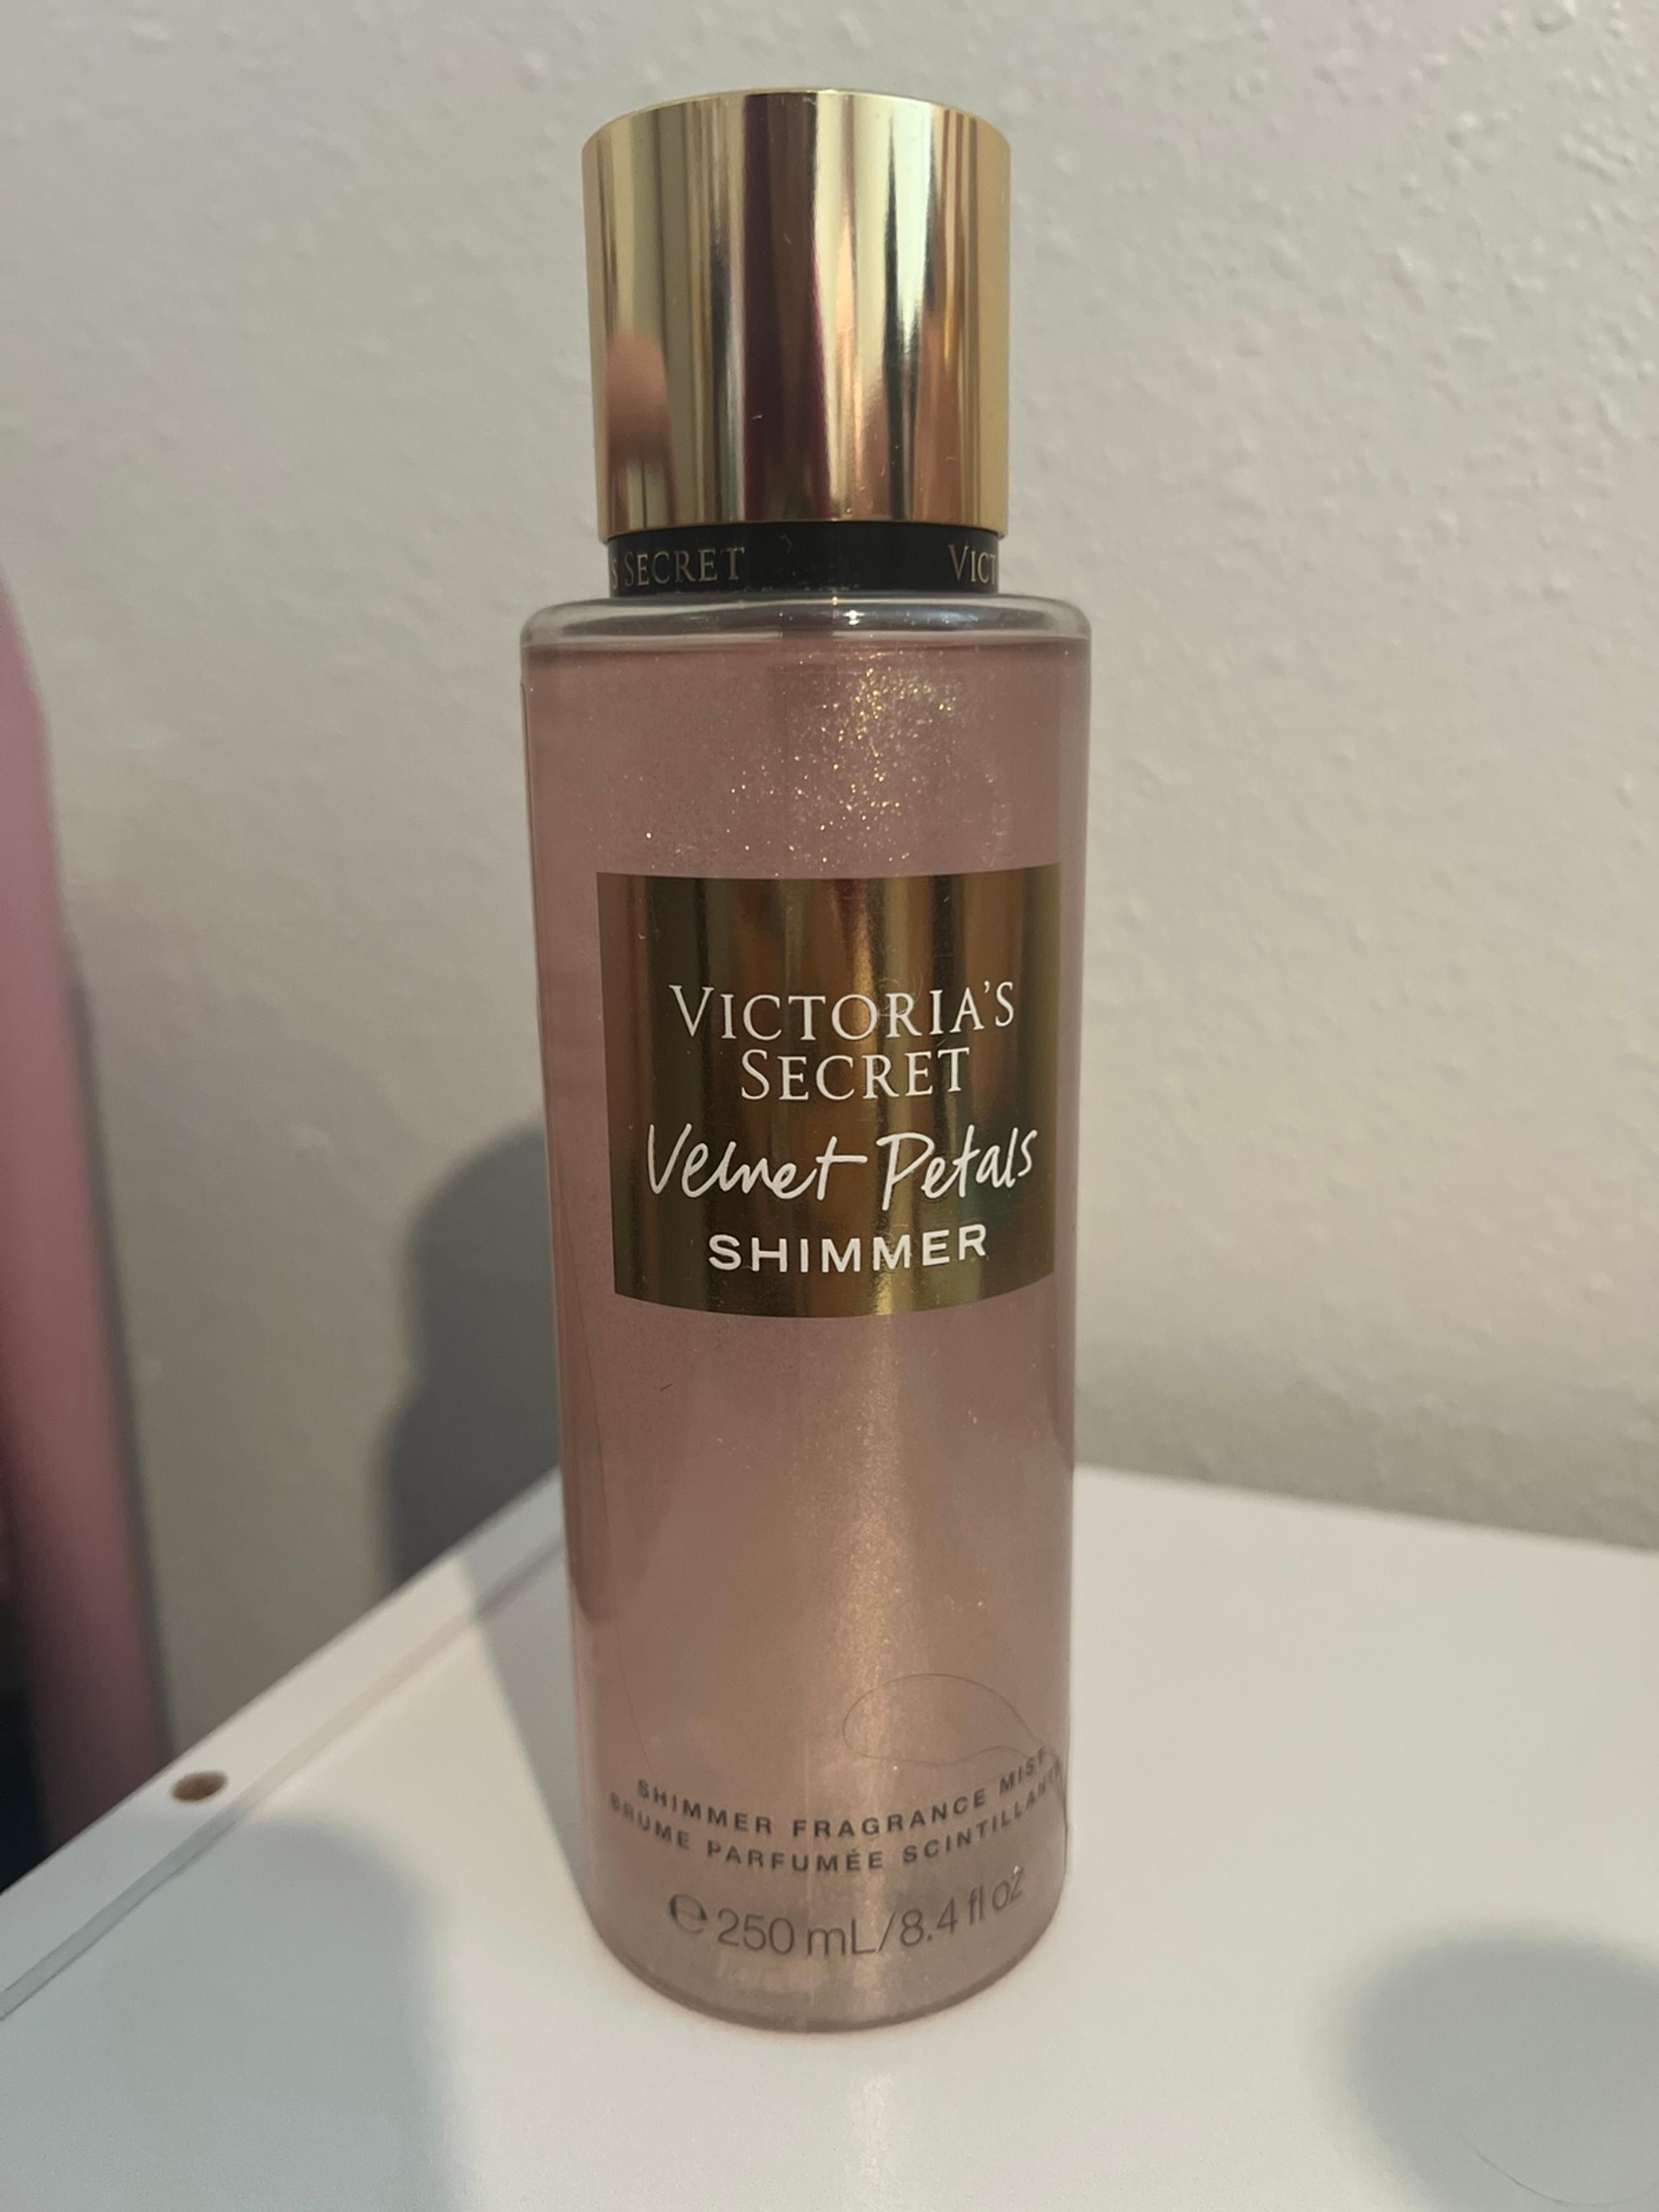 S SECRET VICT
VICTORIA'S
SECRET
Velvet Petals
SHIMMER
SHIMMER FRAGRANCE MIST
BRUME PARFUMÉE SCINTILLANTE
℮ 250 mL/8.4 fl oz